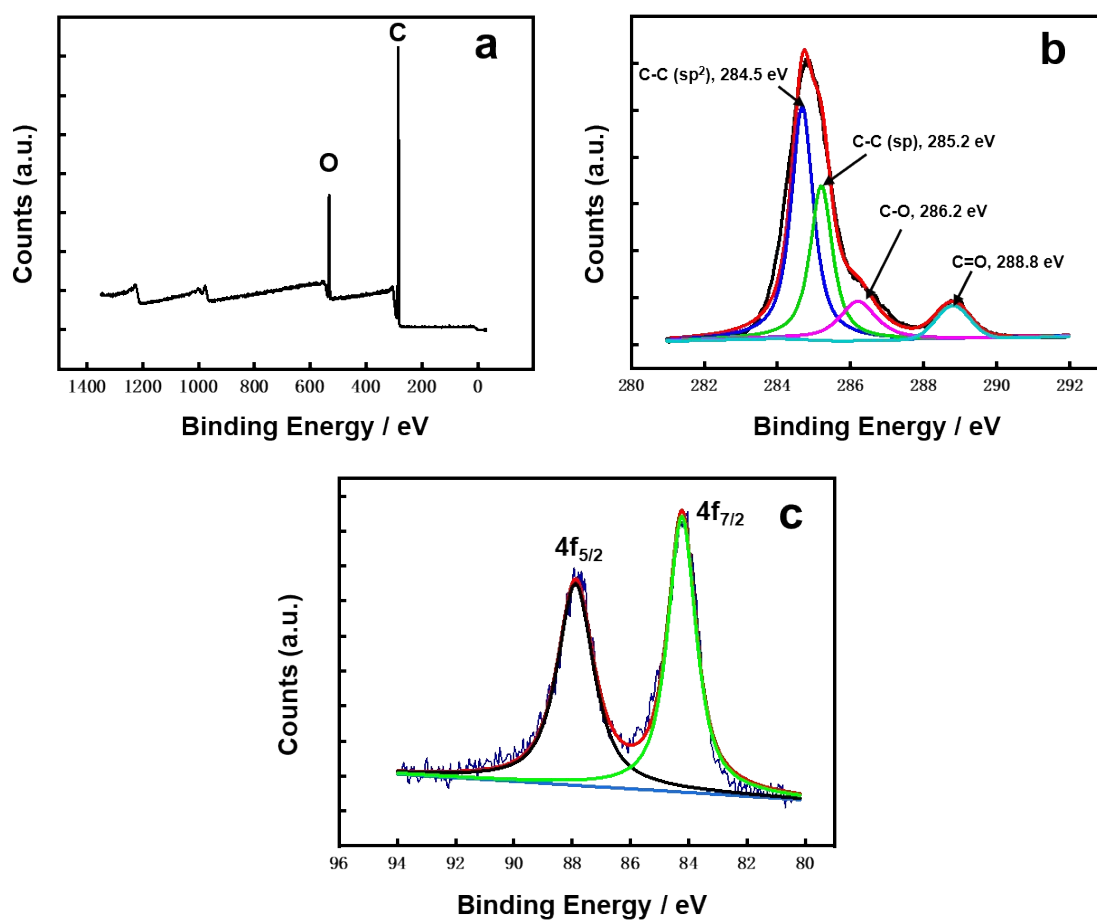 a
C
O
Counts (a.u.)
1400 1200 1000 800 600 400 200 0
Binding Energy / eV
b
C-C (sp²), 284.5 eV
C-C (sp), 285.2 eV
C-O, 286.2 eV
C=O, 288.8 eV
Counts (a.u.)
280 282 284 286 288 290 292
Binding Energy / eV
c
4f7/2
4f5/2
Counts (a.u.)
96 94 92 90 88 86 84 82 80
Binding Energy / eV